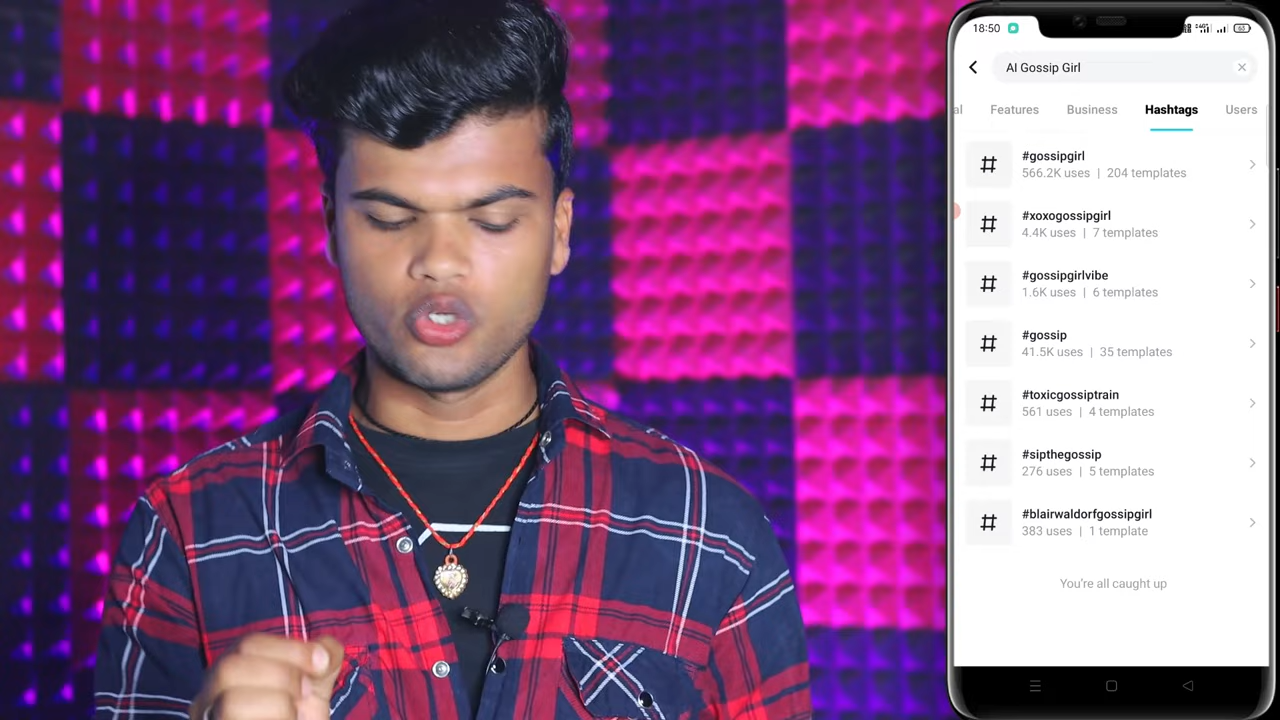 18:50
AI Gossip Girl
al Features Business Hashtags Users
#gossipgirl
566.2K uses | 204 templates
#xoxogossipgirl
4.4K uses | 7 templates
#gossipgirlvibe
1.6K uses | 6 templates
#gossip
41.5K uses | 35 templates
#toxicgossiptrain
561 uses | 4 templates
#sipthegossip
276 uses | 5 templates
#blairwaldorfgossipgirl
383 uses | 1 template
You're all caught up